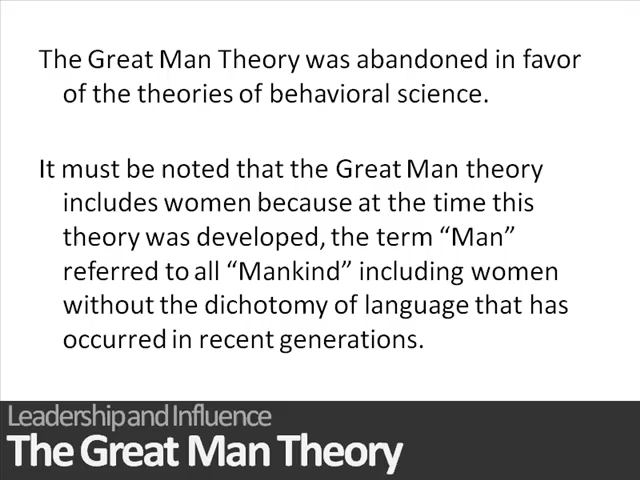 The Great Man Theory was abandoned in favor
of the theories of behavioral science.
It must be noted that the Great Man theory
includes women because at the time this
theory was developed, the term “Man”
referred to all “Mankind” including women
without the dichotomy of language that has
occurred in recent generations.
Leadership and Influence
The Great Man Theory